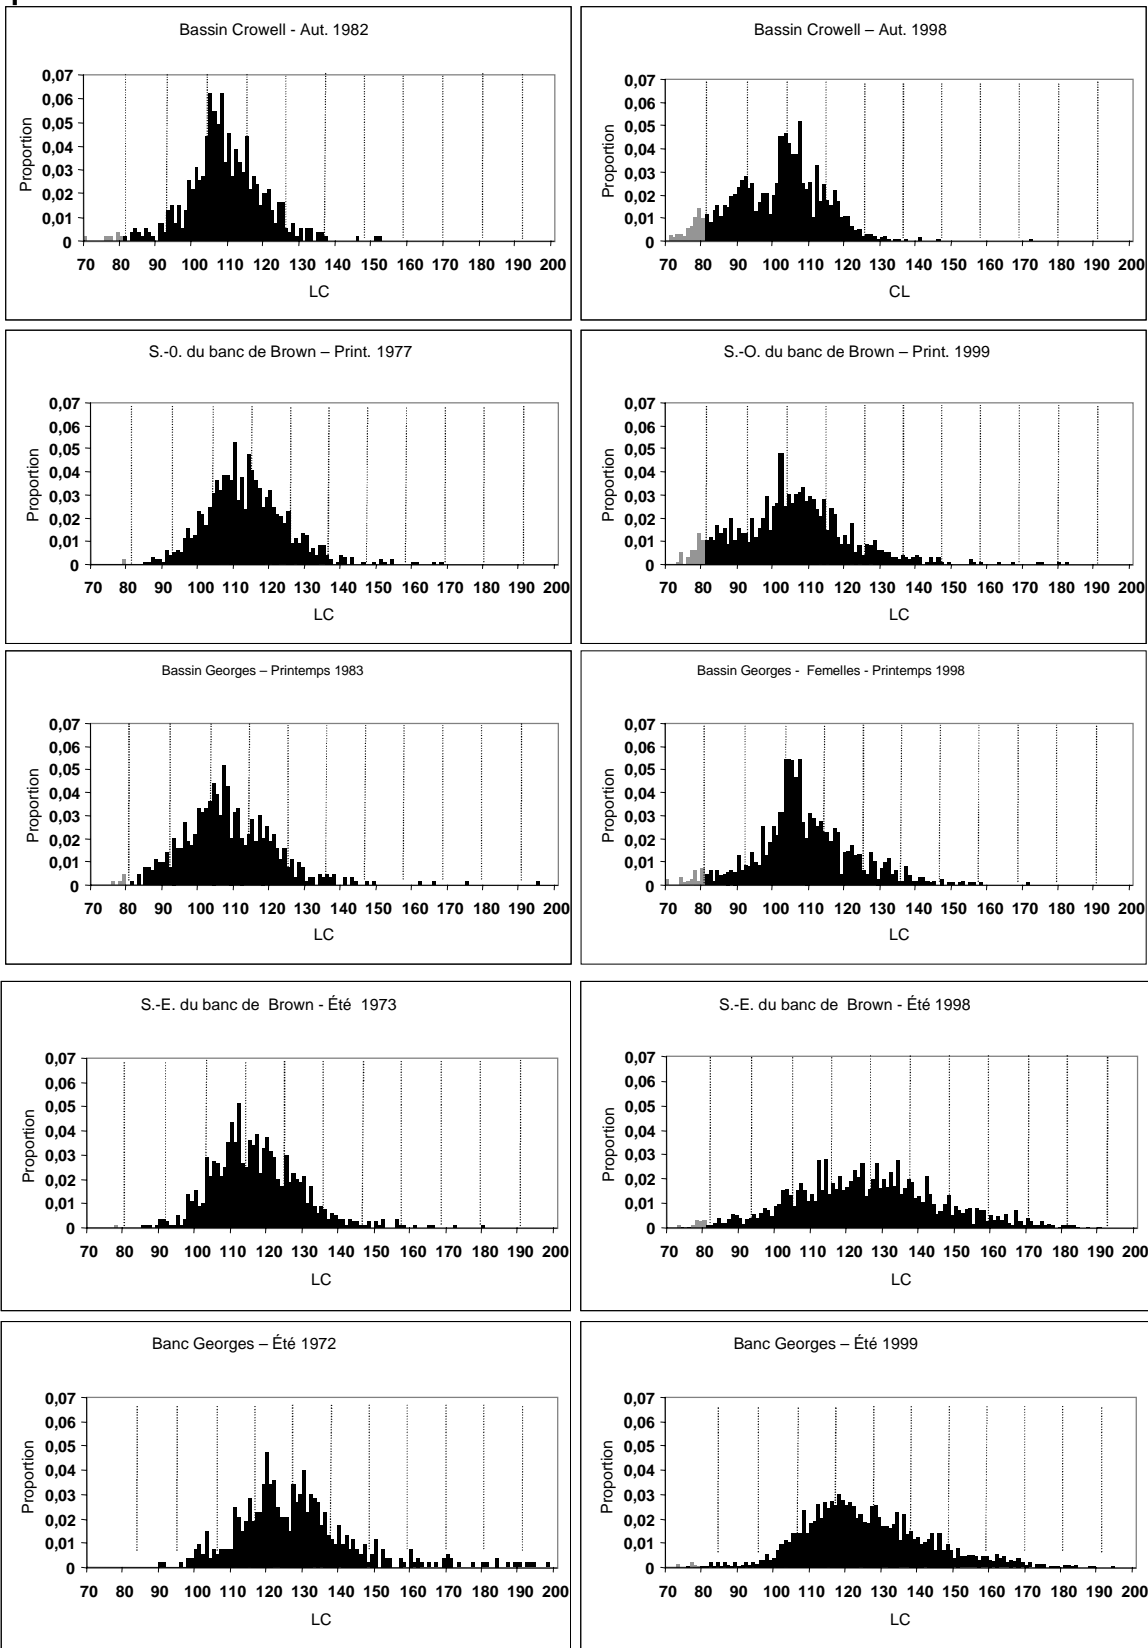 Bassin Crowell - Aut. 1982
0,07
0,06
0,05
0,04
0,03
0,02
0,01
0
Proportion
70 80 90 100 110 120 130 140 150 160 170 180 190 200
LC
Bassin Crowell – Aut. 1998
0,07
0,06
0,05
0,04
0,03
0,02
0,01
0
Proportion
70 80 90 100 110 120 130 140 150 160 170 180 190 200
CL
S.-0. du banc de Brown – Print. 1977
0,07
0,06
0,05
0,04
0,03
0,02
0,01
0
Proportion
70 80 90 100 110 120 130 140 150 160 170 180 190 200
LC
S.-O. du banc de Brown – Print. 1999
0,07
0,06
0,05
0,04
0,03
0,02
0,01
0
Proportion
70 80 90 100 110 120 130 140 150 160 170 180 190 200
LC
Bassin Georges – Printemps 1983
0,07
0,06
0,05
0,04
0,03
0,02
0,01
0
Proportion
70 80 90 100 110 120 130 140 150 160 170 180 190 200
LC
Bassin Georges - Femelles - Printemps 1998
0,07
0,06
0,05
0,04
0,03
0,02
0,01
0
Proportion
70 80 90 100 110 120 130 140 150 160 170 180 190 200
LC
S.-E. du banc de Brown - Été 1973
0,07
0,06
0,05
0,04
0,03
0,02
0,01
0
Proportion
70 80 90 100 110 120 130 140 150 160 170 180 190 200
LC
S.-E. du banc de Brown - Été 1998
0,07
0,06
0,05
0,04
0,03
0,02
0,01
0
Proportion
70 80 90 100 110 120 130 140 150 160 170 180 190 200
LC
Banc Georges – Été 1972
0,07
0,06
0,05
0,04
0,03
0,02
0,01
0
Proportion
70 80 90 100 110 120 130 140 150 160 170 180 190 200
LC
Banc Georges – Été 1999
0,07
0,06
0,05
0,04
0,03
0,02
0,01
0
Proportion
70 80 90 100 110 120 130 140 150 160 170 180 190 200
LC